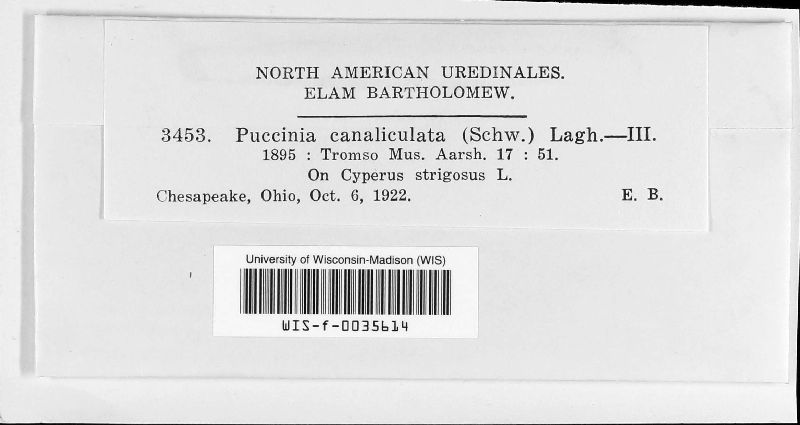 NORTH AMERICAN UREDINALES.
ELAM BARTHOLOMEW.
3453. Puccinia canaliculata (Schw.) Lagh.—III.
1895 : Tromso Mus. Aarsh. 17 : 51.
On Cyperus strigosus L.
Chesapeake, Ohio, Oct. 6, 1922. E. B.
University of Wisconsin-Madison (WIS)
WIS-f-0035614